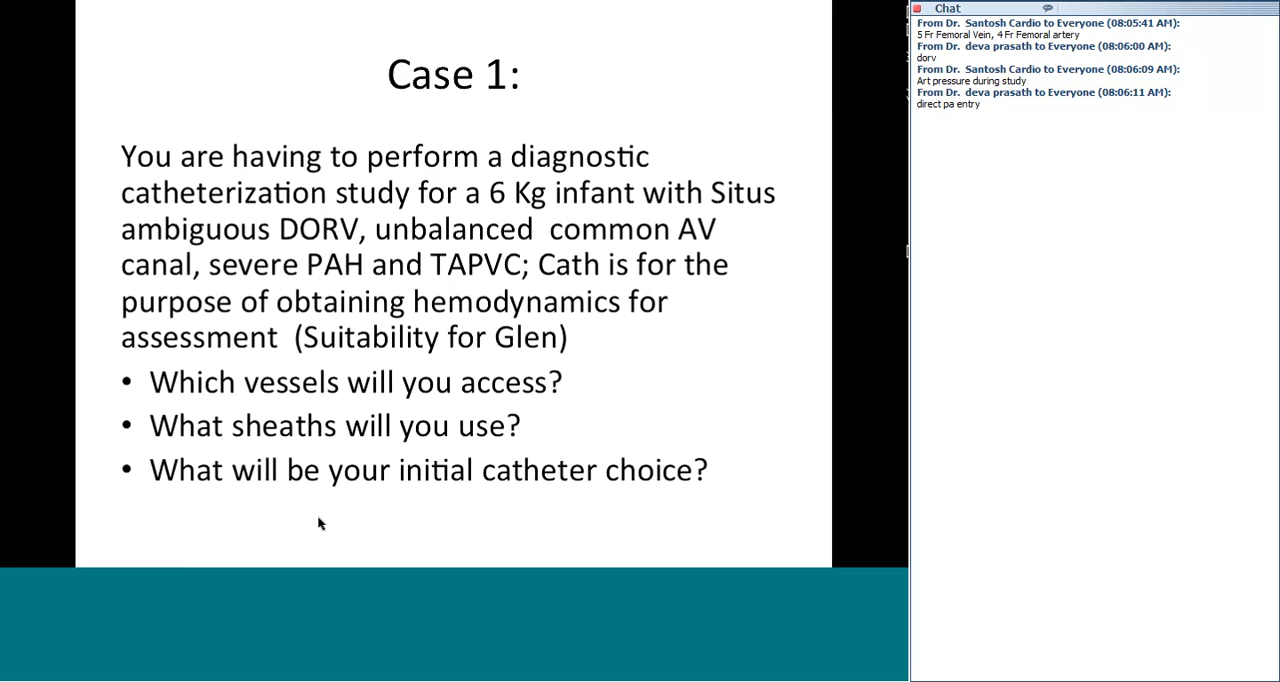 Case 1:
You are having to perform a diagnostic
catheterization study for a 6 Kg infant with Situs
ambiguous DORV, unbalanced  common AV
canal, severe PAH and TAPVC; Cath is for the
purpose of obtaining hemodynamics for
assessment  (Suitability for Glen)
• Which vessels will you access?
• What sheaths will you use?
• What will be your initial catheter choice?
Chat
From Dr.  Santosh Cardio to Everyone (08:05:41 AM):
5 Fr Femoral Vein, 4 Fr Femoral artery
From Dr.  deva prasath to Everyone (08:06:00 AM):
dorv
From Dr.  Santosh Cardio to Everyone (08:06:09 AM):
Art pressure during study
From Dr.  deva prasath to Everyone (08:06:11 AM):
direct pa entry